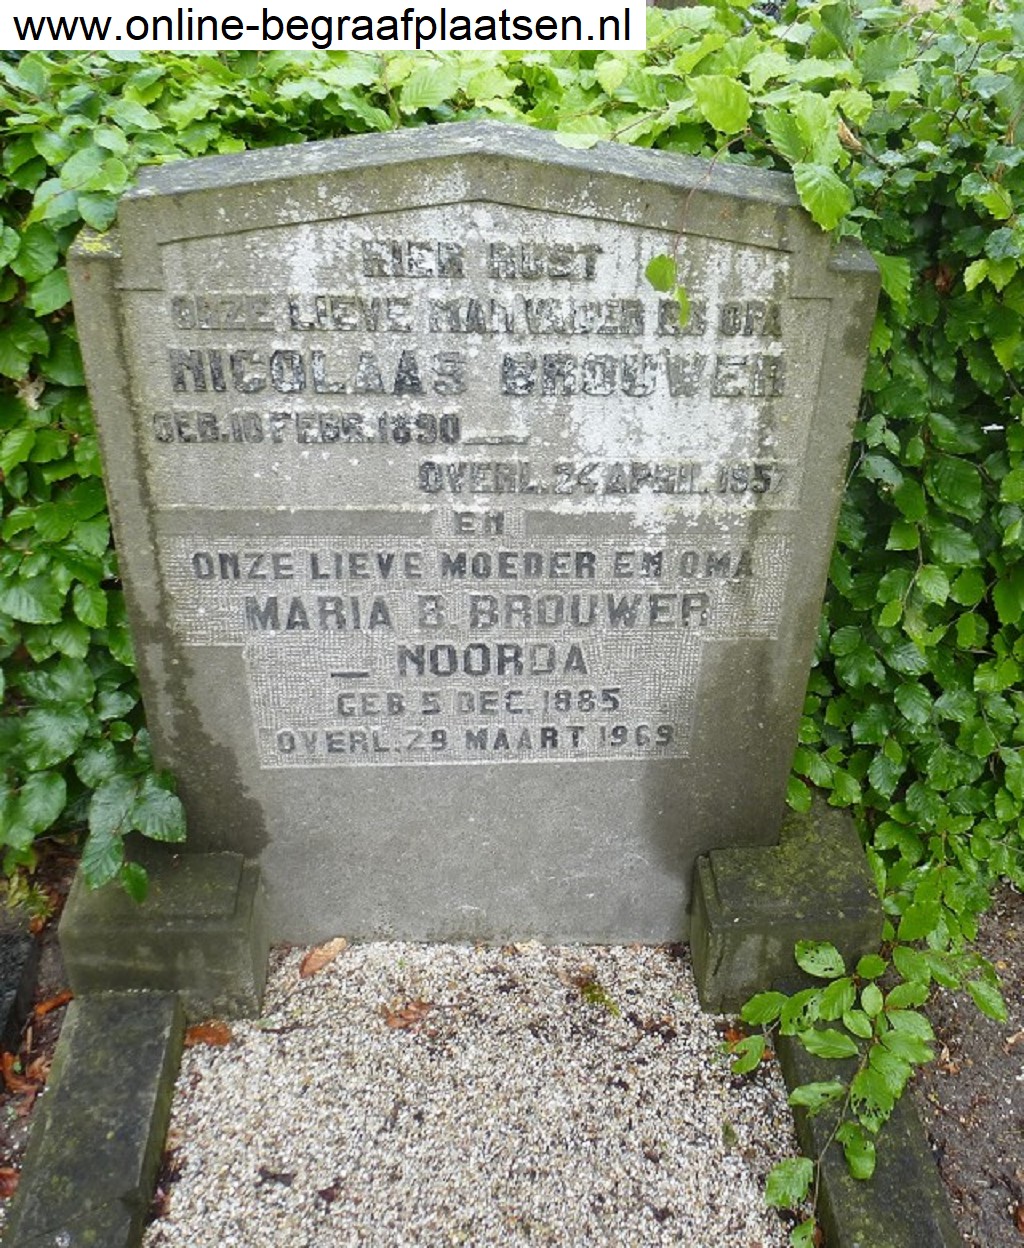 www.online-begraafplaatsen.nl
HIER RUST
ONZE LIEVE MAN VADER EN OPA
NICOLAAS BROUWER
GEB. 10 FEBR. 1890 _
OVERL. 24 APRIL. 1957
EN
ONZE LIEVE MOEDER EN OMA
MARIA B. BROUWER
_ NOORDA
GEB 5 DEC. 1885
OVERL. 29 MAART 1969